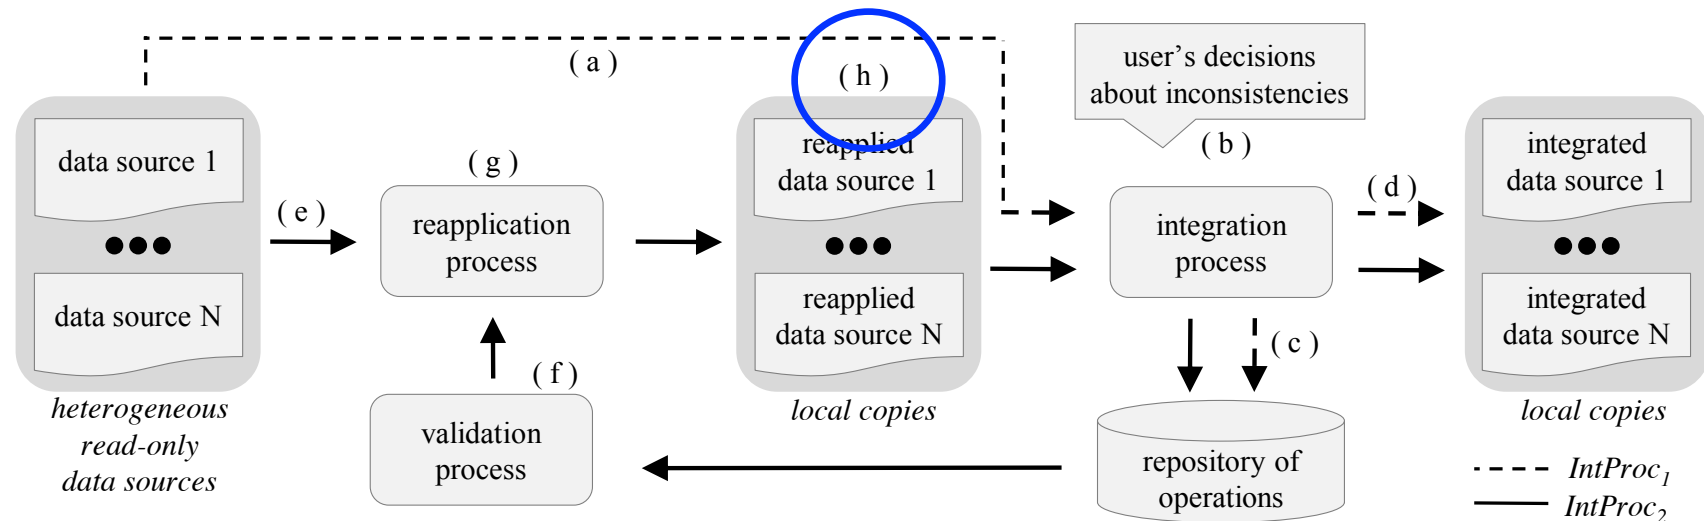 ( a )
( h )
user's decisions
about inconsistencies
( b )
data source 1
data source N
heterogeneous
read-only
data sources
( e )
( g )
reapplication
process
( f )
validation
process
reapplied
data source 1
reapplied
data source N
local copies
integration
process
( c )
repository of
operations
( d )
integrated
data source 1
integrated
data source N
local copies
IntProc1
IntProc2